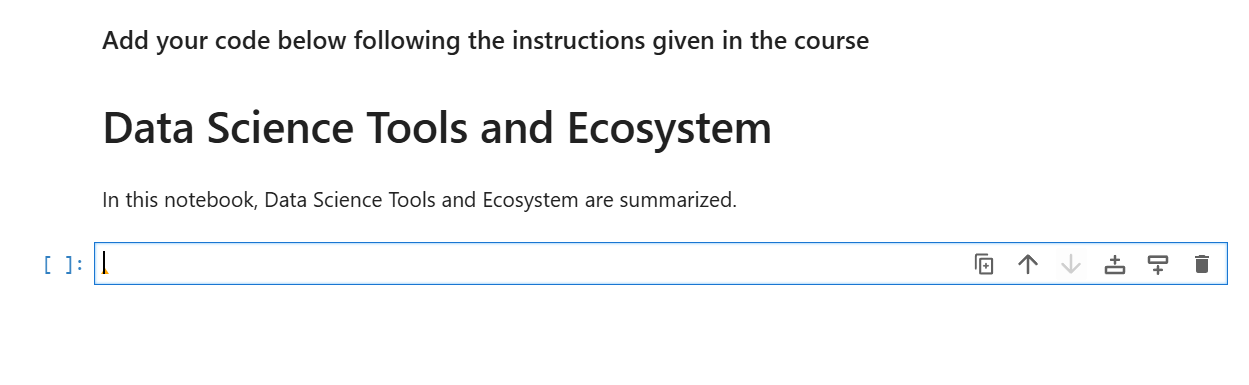 Add your code below following the instructions given in the course
Data Science Tools and Ecosystem
In this notebook, Data Science Tools and Ecosystem are summarized.
[ ]: